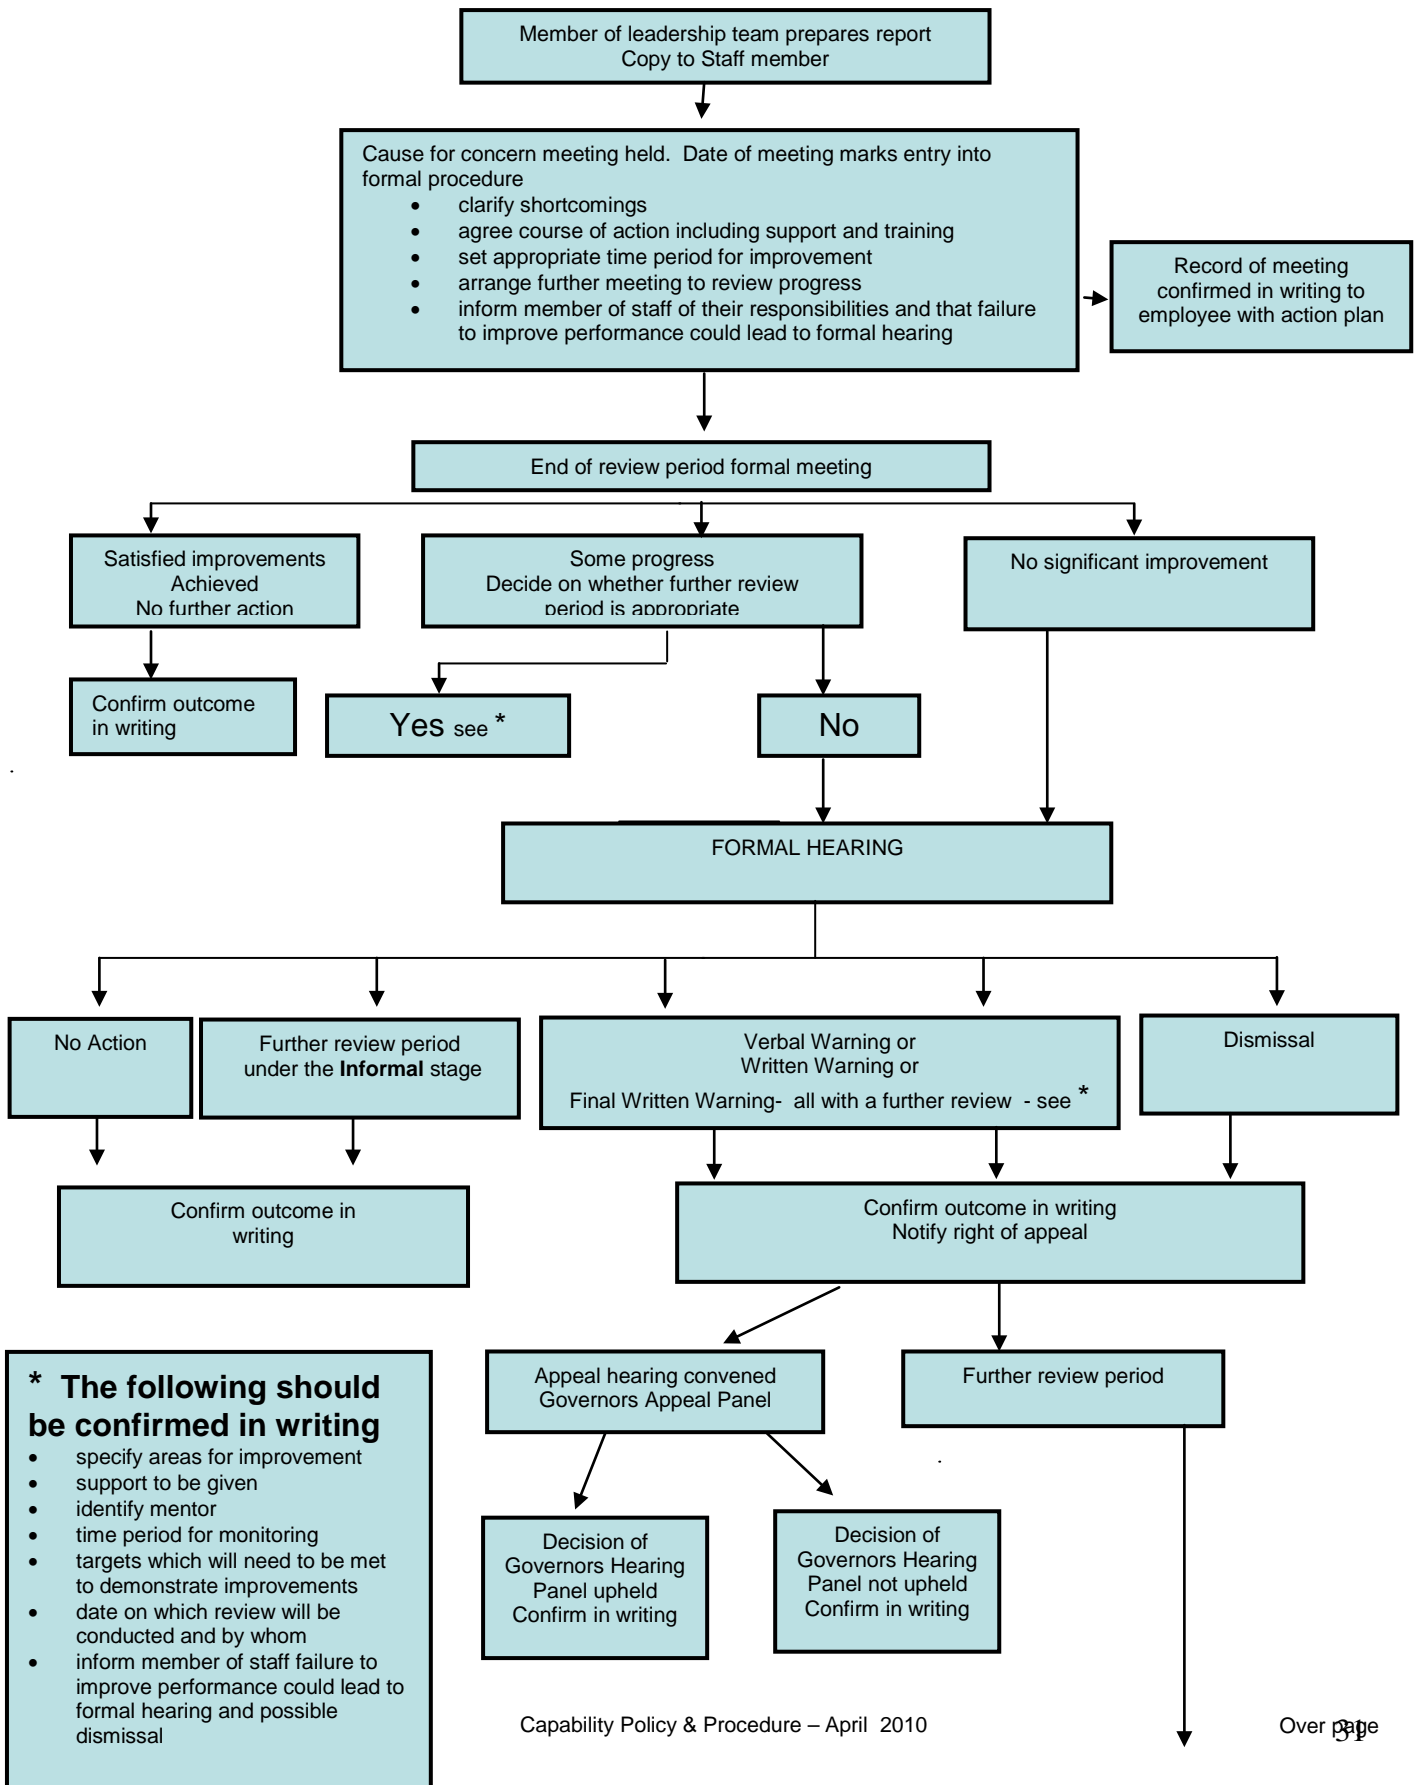 Member of leadership team prepares report
Copy to Staff member
Cause for concern meeting held.  Date of meeting marks entry into
formal procedure
• clarify shortcomings
• agree course of action including support and training
• set appropriate time period for improvement
• arrange further meeting to review progress
• inform member of staff of their responsibilities and that failure
to improve performance could lead to formal hearing
Record of meeting
confirmed in writing to
employee with action plan
End of review period formal meeting
Satisfied improvements
Achieved
No further action
Some progress
Decide on whether further review
period is appropriate
No significant improvement
Confirm outcome
in writing
Yes see *
No
FORMAL HEARING
No Action
Further review period
under the Informal stage
Verbal Warning or
Written Warning or
Final Written Warning-  all with a further review  - see *
Dismissal
Confirm outcome in
writing
Confirm outcome in writing
Notify right of appeal
Appeal hearing convened
Governors Appeal Panel
Further review period
Decision of
Governors Hearing
Panel upheld
Confirm in writing
Decision of
Governors Hearing
Panel not upheld
Confirm in writing
* The following should
be confirmed in writing
• specify areas for improvement
• support to be given
• identify mentor
• time period for monitoring
• targets which will need to be met
to demonstrate improvements
• date on which review will be
conducted and by whom
• inform member of staff failure to
improve performance could lead to
formal hearing and possible
dismissal
Capability Policy & Procedure – April  2010
Over page
31